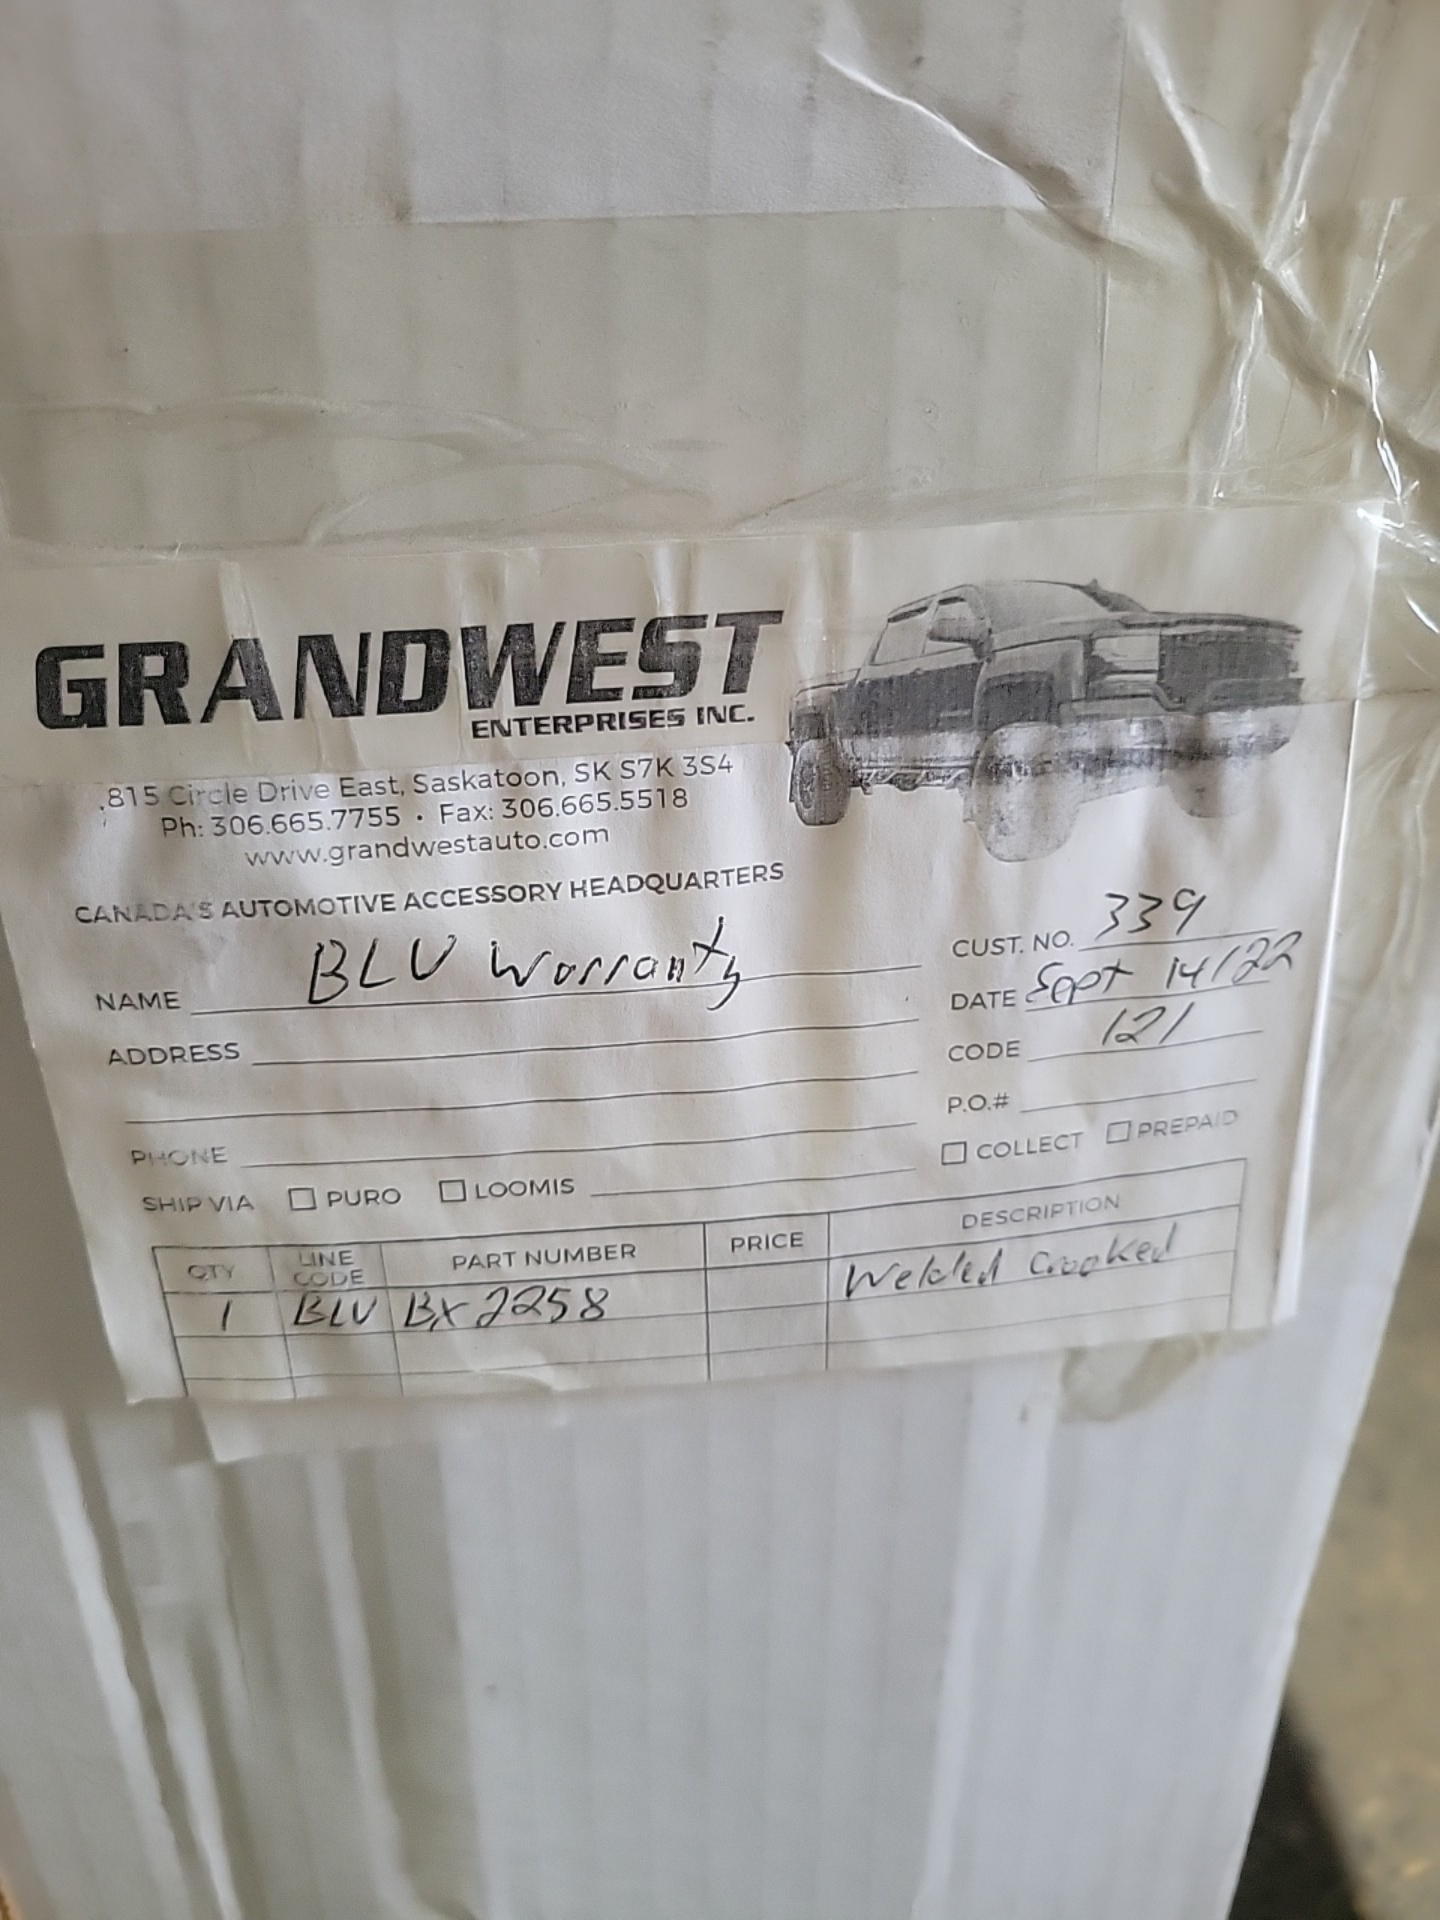 GRANDWEST
ENTERPRISES INC.
815 Circle Drive East, Saskatoon, SK S7K 3S4
Ph: 306.665.7755 • Fax: 306.665.5518
www.grandwestauto.com
CANADA'S AUTOMOTIVE ACCESSORY HEADQUARTERS
NAME BLU Warranty
ADDRESS
PHONE
SHIP VIA PURO LOOMIS
CUST. NO. 339
DATE Sept 14/22
CODE 121
P.O.#
COLLECT PREPAID
QTY LINE CODE PART NUMBER PRICE DESCRIPTION
1 BLU BX2258 Welded Crooked